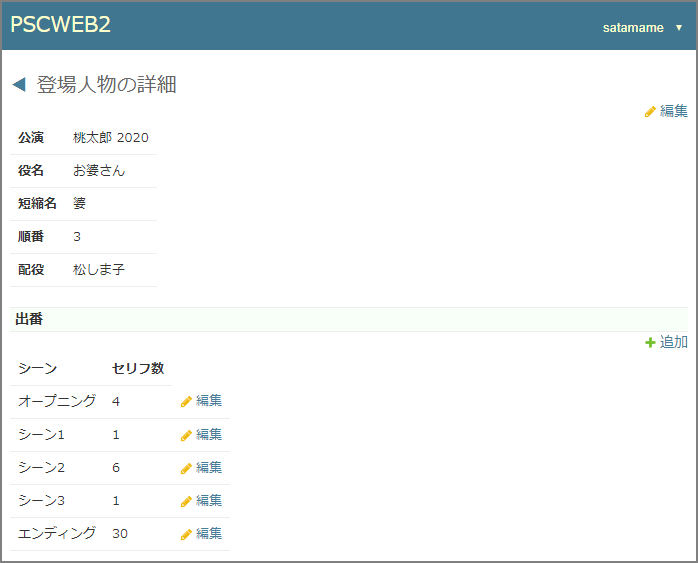 PSCWEB2
satamame ▼
◀ 登場人物の詳細
編集
公演 桃太郎 2020
役名 お婆さん
短縮名 婆
順番 3
配役 松しま子
出番
追加
シーン セリフ数
オープニング 4 編集
シーン1 1 編集
シーン2 6 編集
シーン3 1 編集
エンディング 30 編集